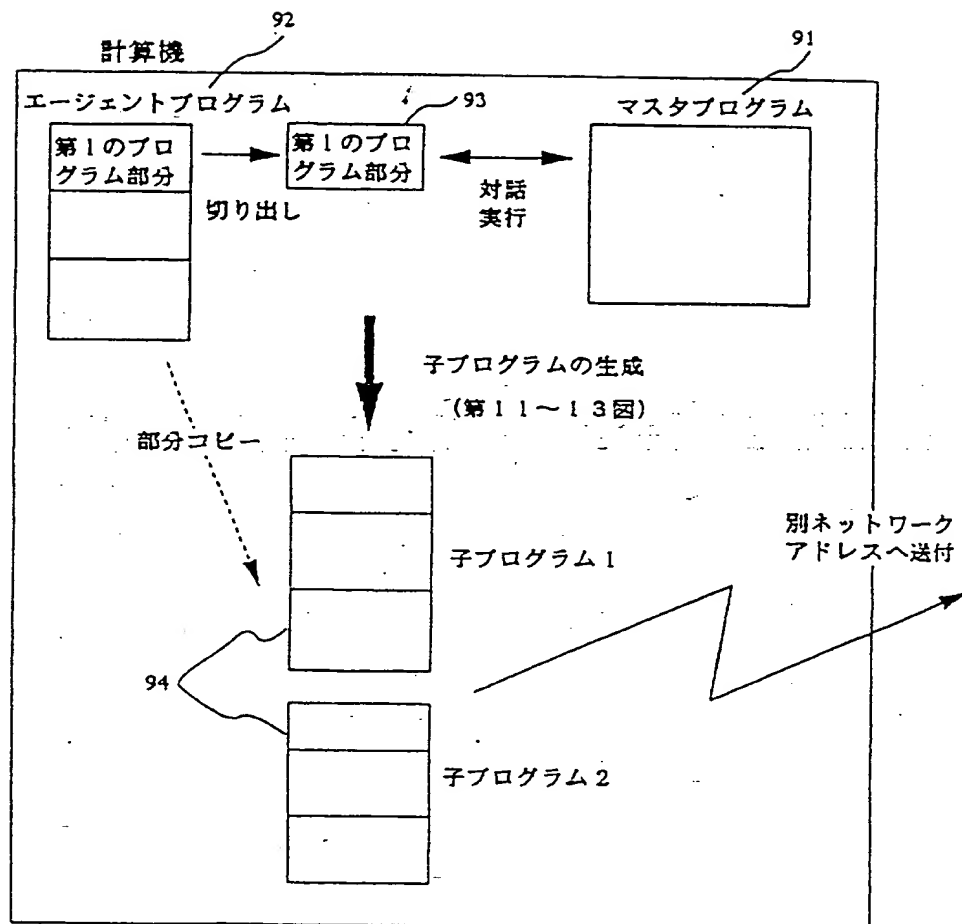 92
91
計算機
エージェントプログラム
93
マスタプログラム
第1のプロ
グラム部分
第1のプロ
グラム部分
切り出し
対話
実行
子プログラムの生成
(第11～13図)
部分コピー
別ネットワーク
アドレスへ送付
子プログラム1
94
子プログラム2